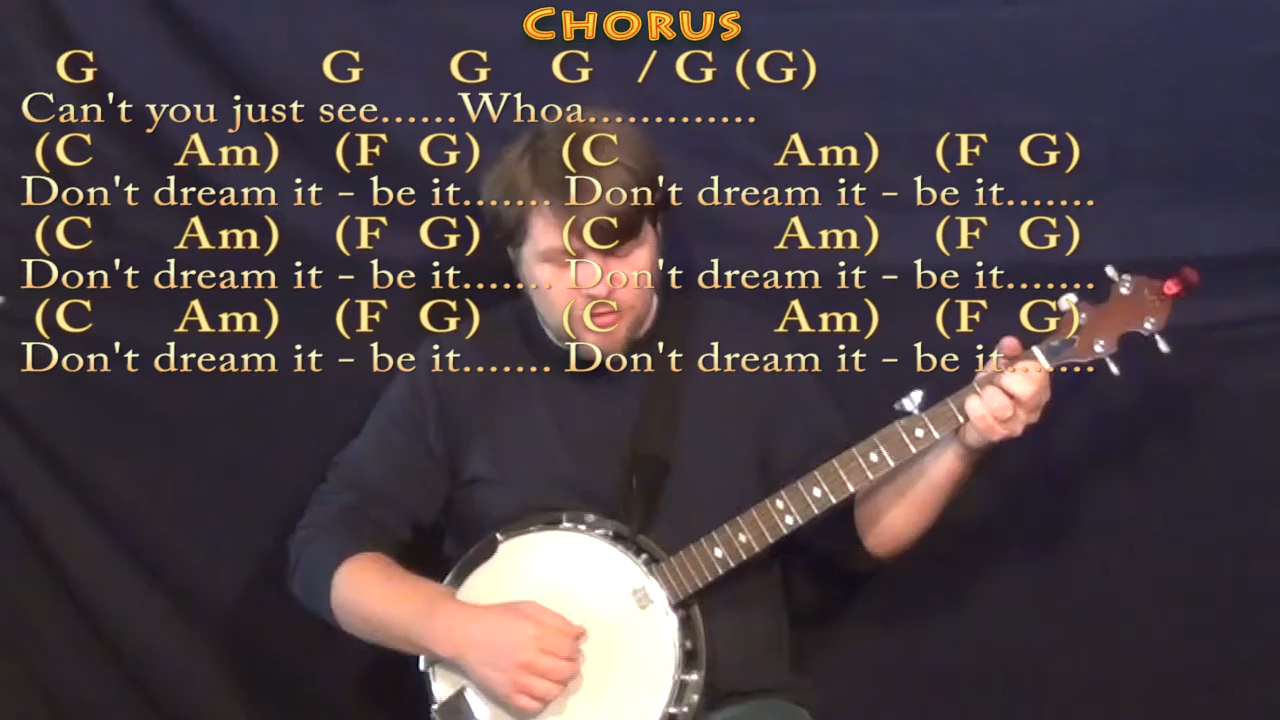 CHORUS
G G G G / G (G)
Can't you just see......Whoa.............
(C Am) (F G) (C Am) (F G)
Don't dream it - be it....... Don't dream it - be it.......
(C Am) (F G) (C Am) (F G)
Don't dream it - be it....... Don't dream it - be it.......
(C Am) (F G) (C Am) (F G)
Don't dream it - be it....... Don't dream it - be it.......